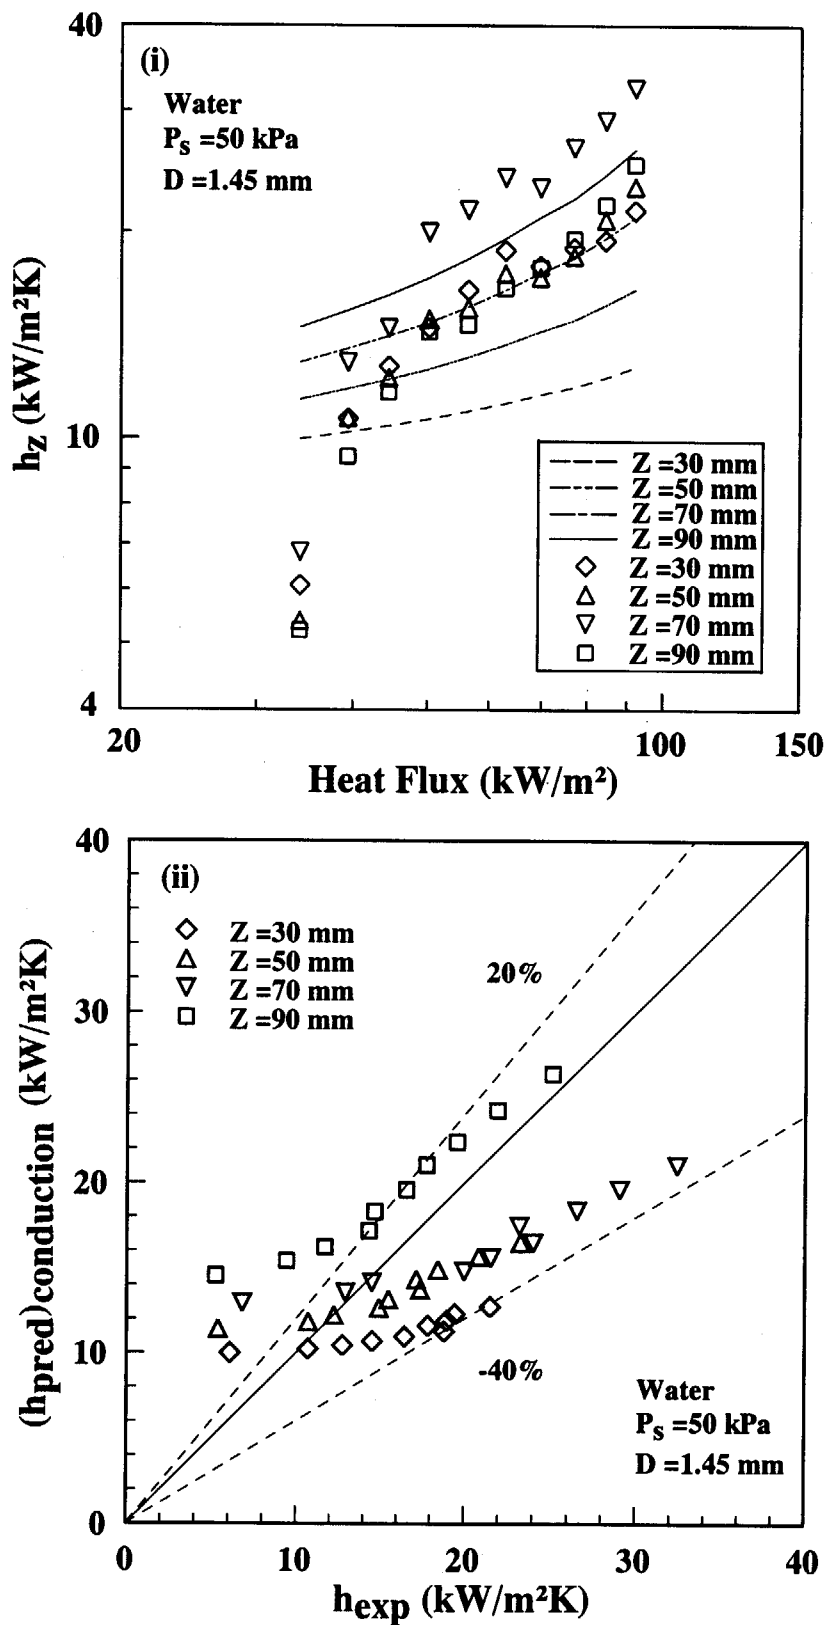 40
(i)
Water
Ps =50 kPa
D =1.45 mm
hz (kW/m²K)
10
Z =30 mm
Z =50 mm
Z =70 mm
Z =90 mm
Z =30 mm
Z =50 mm
Z =70 mm
Z =90 mm
4
20
100
150
Heat Flux (kW/m²)
40
(ii)
Z =30 mm
Z =50 mm
Z =70 mm
Z =90 mm
20%
30
(hpred)conduction (kW/m²K)
20
10
-40%
Water
Ps =50 kPa
D =1.45 mm
0
0
10
20
30
40
hexp (kW/m²K)